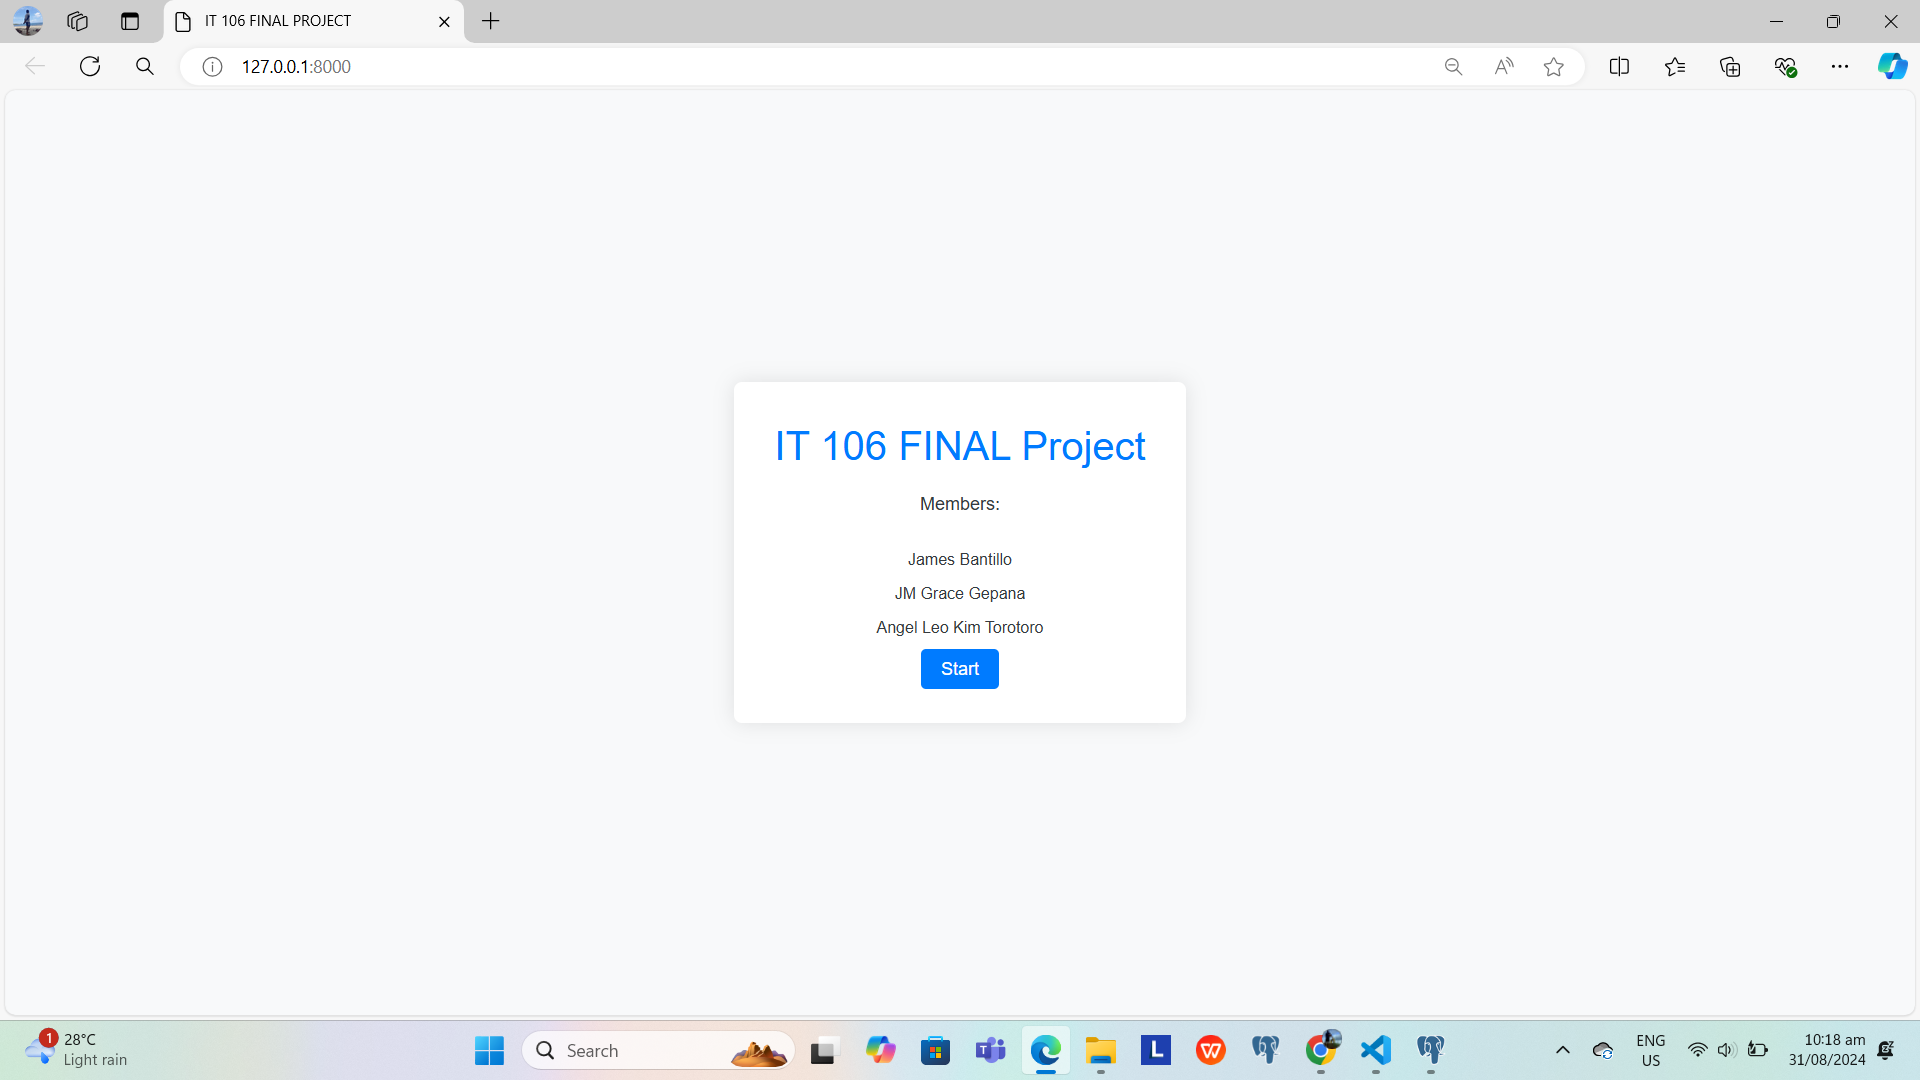 IT 106 FINAL PROJECT
127.0.0.1:8000
IT 106 FINAL Project
Members:
James Bantillo
JM Grace Gepana
Angel Leo Kim Torotoro
Start
1
28°C
Light rain
Search
ENG
US
10:18 am
31/08/2024